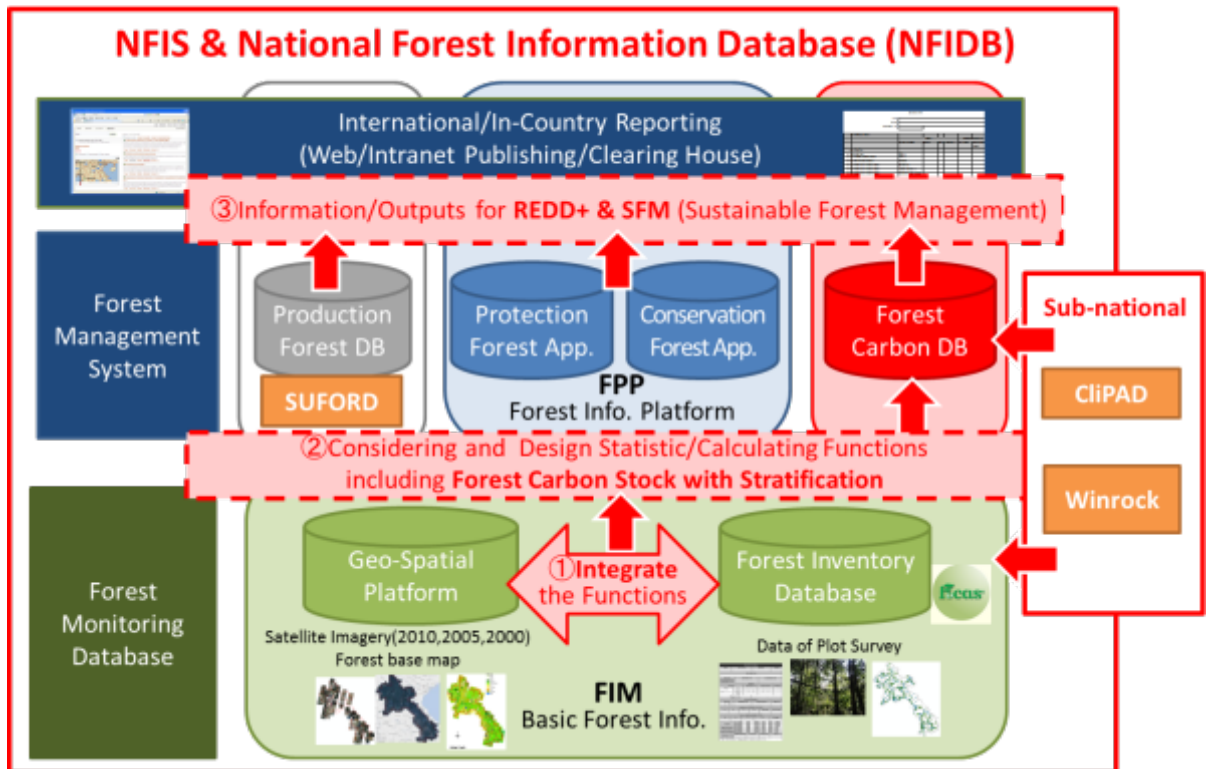 NFIS & National Forest Information Database (NFIDB)
International/In-Country Reporting
(Web/Intranet Publishing/Clearing House)
③Information/Outputs for REDD+ & SFM (Sustainable Forest Management)
Forest
Management
System
Production
Forest DB
SUFORD
Protection
Forest App.
Conservation
Forest App.
FPP
Forest Info. Platform
Forest
Carbon DB
Sub-national
CliPAD
Winrock
②Considering and Design Statistic/Calculating Functions
including Forest Carbon Stock with Stratification
Forest
Monitoring
Database
Geo-Spatial
Platform
①Integrate
the Functions
Forest Inventory
Database
Satellite Imagery(2010,2005,2000)
Forest base map
Data of Plot Survey
FIM
Basic Forest Info.